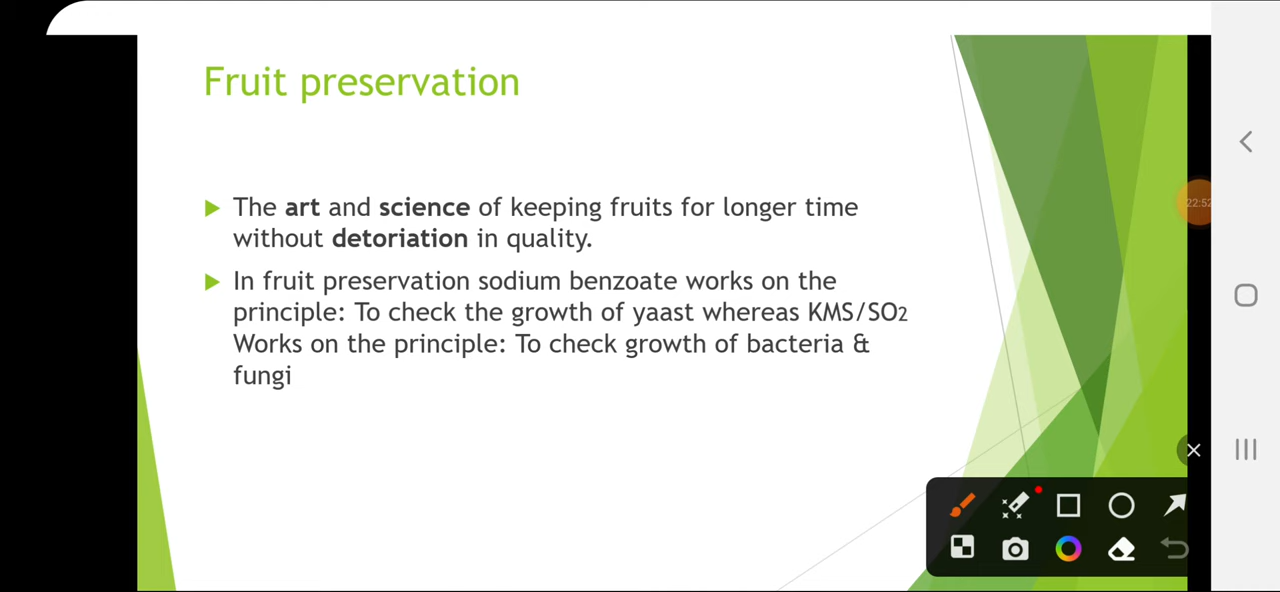 Fruit preservation
The art and science of keeping fruits for longer time
without detoriation in quality.
In fruit preservation sodium benzoate works on the
principle: To check the growth of yaast whereas KMS/SO2
Works on the principle: To check growth of bacteria &
fungi
22:52